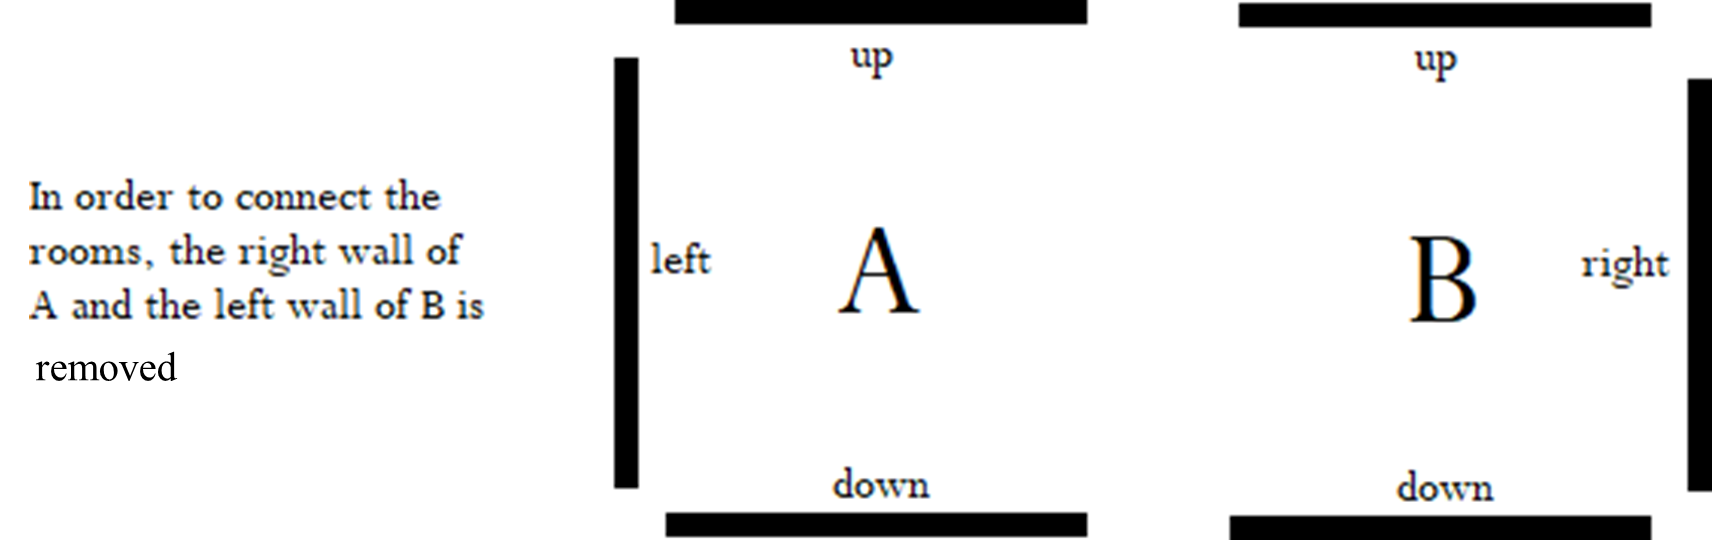 In order to connect the
rooms, the right wall of
A and the left wall of B is
removed
up
left
A
down
up
B
right
down